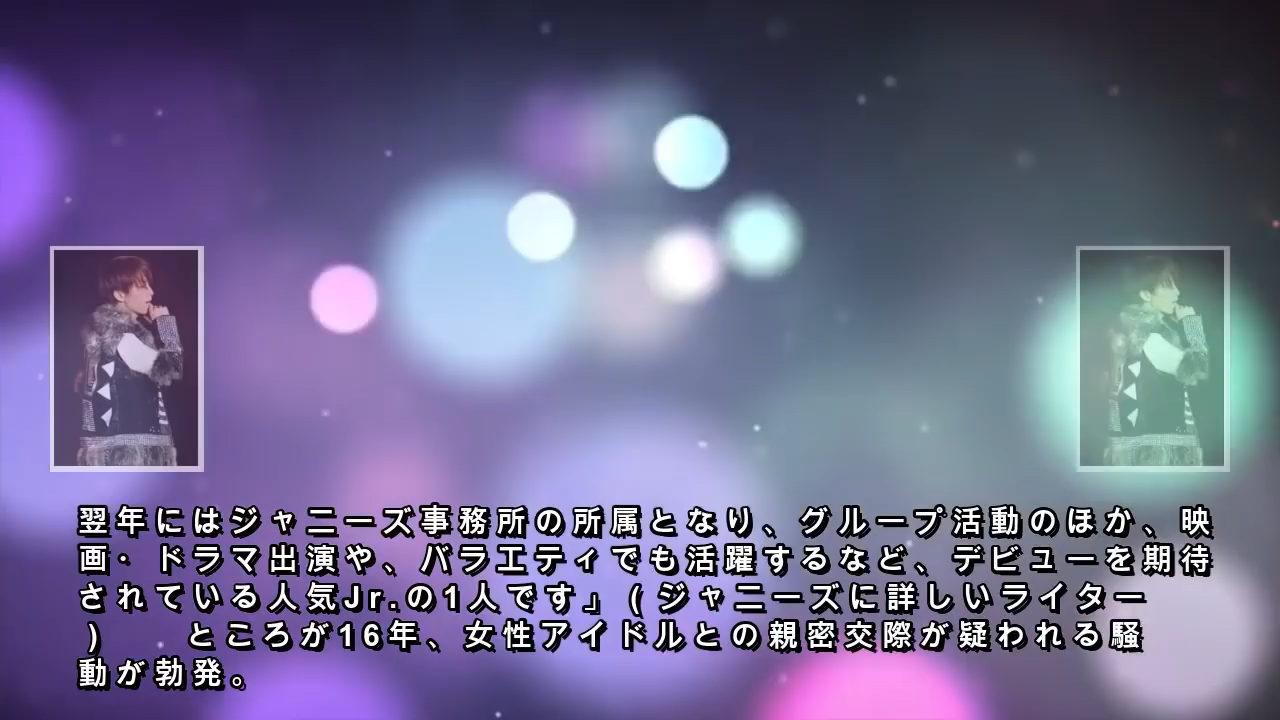 翌年にはジャニーズ事務所の所属となり、グループ活動のほか、映
画・ドラマ出演や、バラエティでも活躍するなど、デビューを期待
されている人気Jr.の1人です」(ジャニーズに詳しいライター
)　　ところが16年、女性アイドルとの親密交際が疑われる騒
動が勃発。